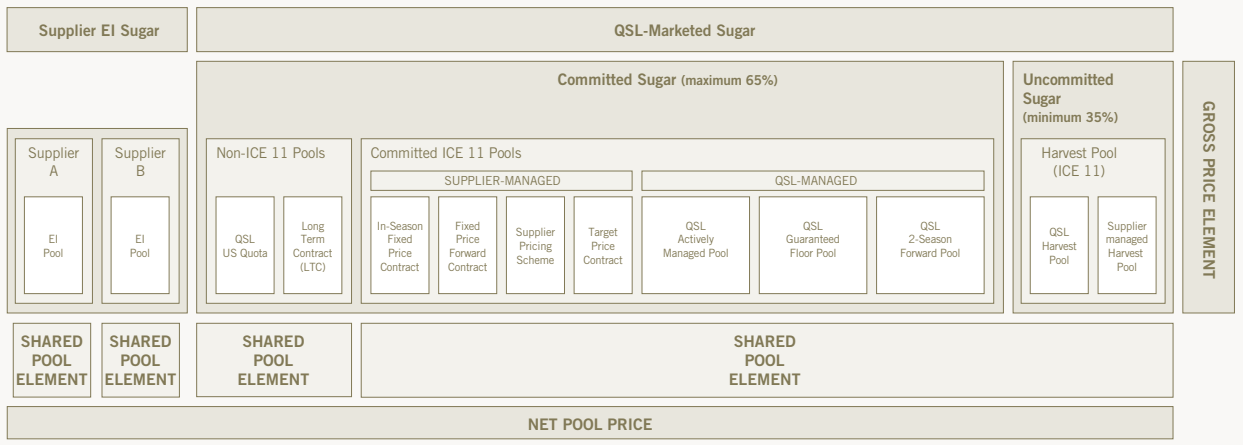 Supplier EI Sugar
QSL-Marketed Sugar
Committed Sugar (maximum 65%)
Uncommitted
Sugar
(minimum 35%)
GROSS PRICE ELEMENT
Supplier
A
Supplier
B
Non-ICE 11 Pools
Committed ICE 11 Pools
Harvest Pool
(ICE 11)
SUPPLIER-MANAGED
QSL-MANAGED
EI
Pool
EI
Pool
QSL
US Quota
Long
Term
Contract
(LTC)
In-Season
Fixed
Price
Contract
Fixed
Price
Forward
Contract
Supplier
Pricing
Scheme
Target
Price
Contract
QSL
Actively
Managed Pool
QSL
Guaranteed
Floor Pool
QSL
2-Season
Forward Pool
QSL
Harvest
Pool
Supplier
managed
Harvest
Pool
SHARED
POOL
ELEMENT
SHARED
POOL
ELEMENT
SHARED
POOL
ELEMENT
SHARED
POOL
ELEMENT
NET POOL PRICE